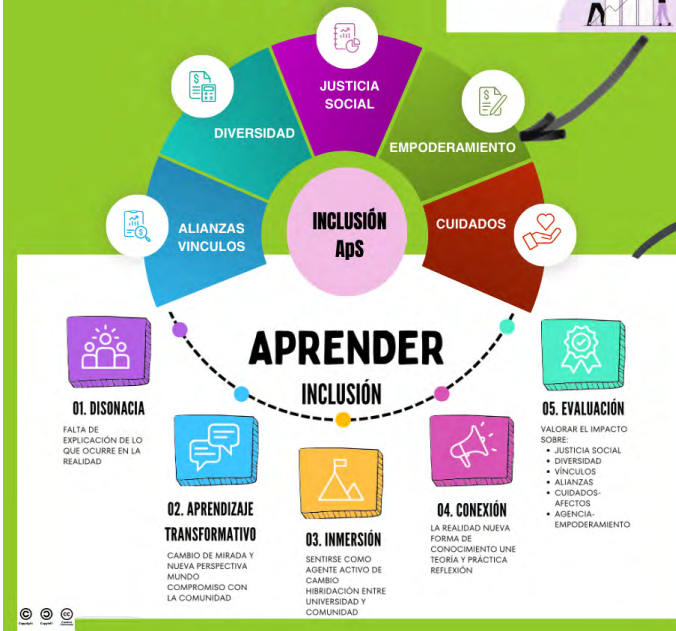 JUSTICIA
SOCIAL
DIVERSIDAD
EMPODERAMIENTO
ALIANZAS
VINCULOS
INCLUSIÓN
ApS
CUIDADOS
APRENDER
INCLUSIÓN
01. DISONACIA
FALTA DE
EXPLICACIÓN DE LO
QUE OCURRE EN LA
REALIDAD
02. APRENDIZAJE
TRANSFORMATIVO
CAMBIO DE MIRADA Y
NUEVA PERSPECTIVA
MUNDO
COMPROMISO CON
LA COMUNIDAD
03. INMERSIÓN
SENTIRSE COMO
AGENTE ACTIVO DE
CAMBIO
HIBRIDACIÓN ENTRE
UNIVERSIDAD Y
COMUNIDAD
04. CONEXIÓN
LA REALIDAD NUEVA
FORMA DE
CONOCIMIENTO UNE
TEORÍA Y PRÁCTICA
REFLEXIÓN
05. EVALUACIÓN
VALORAR EL IMPACTO
SOBRE:
• JUSTICIA SOCIAL
• DIVERSIDAD
• VÍNCULOS
• ALIANZAS
• CUIDADOS-
AFECTOS
• AGENCIA-
EMPODERAMIENTO